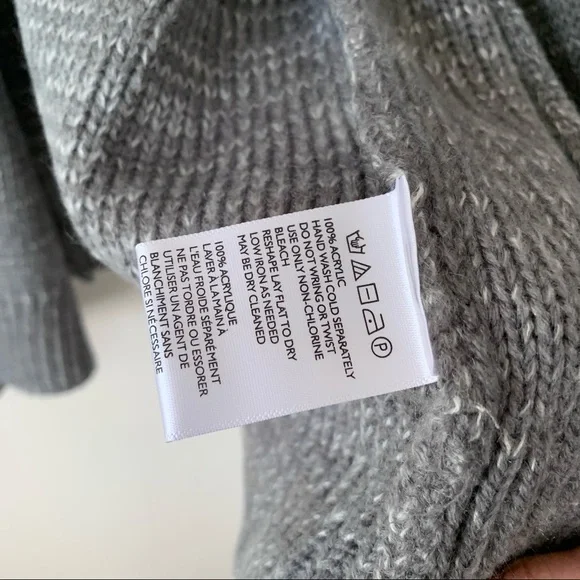 100% ACRYLIC
HAND WASH COLD SEPARATELY
DO NOT WRING OR TWIST
USE ONLY NON-CHLORINE
BLEACH
RESHAPE LAY FLAT TO DRY
LOW IRON AS NEEDED
MAY BE DRY CLEANED
100% ACRYLIQUE
LAVER À LA MAIN À
L'EAU FROIDE SÉPARÉMENT
NE PAS TORDRE OU ESSORER
UTILISER UN AGENT DE
BLANCHIMENT SANS
CHLORE SI NÉCESSAIRE